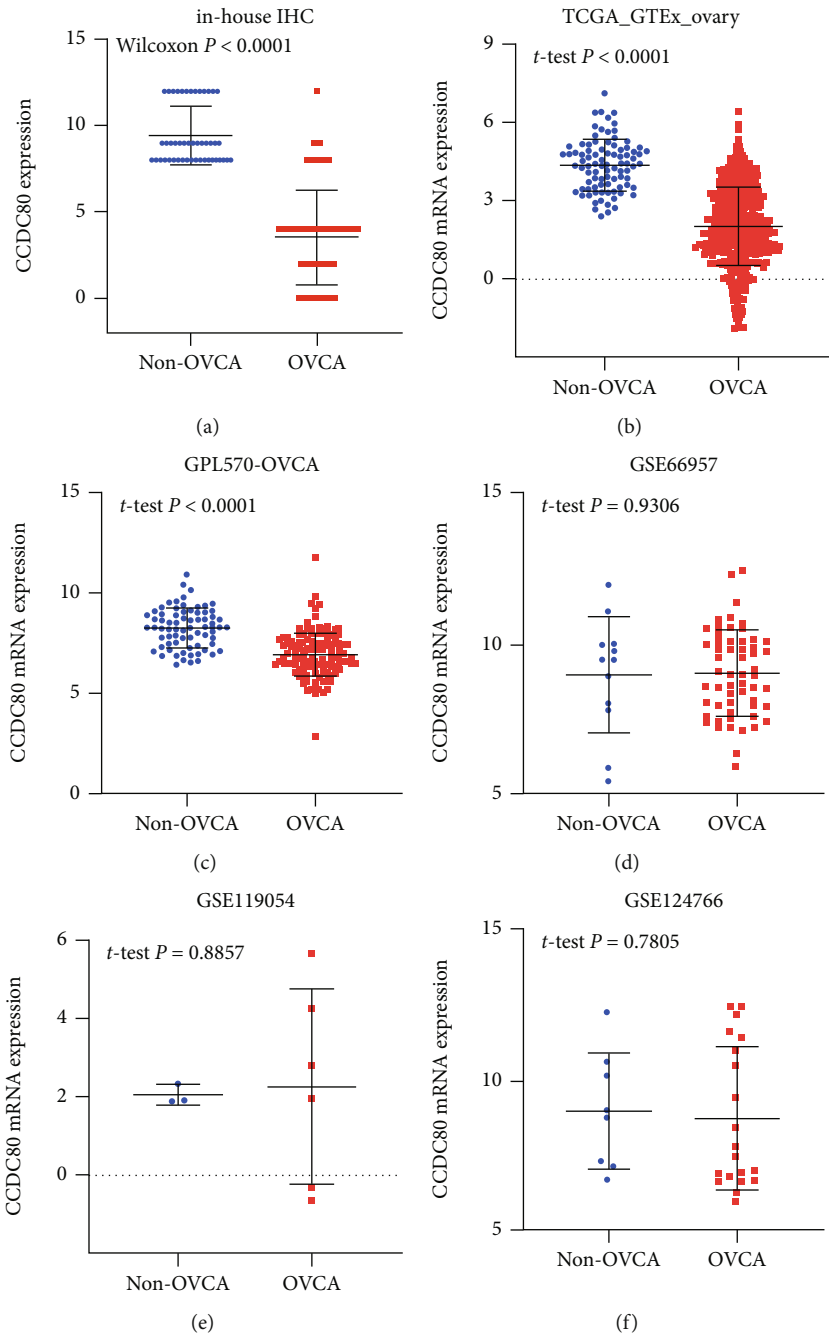 in-house IHC
Wilcoxon P < 0.0001
CCDC80 expression
15
10
5
0
Non-OVCA OVCA
(a)
TCGA_GTEx_ovary
t-test P < 0.0001
CCDC80 mRNA expression
9
6
3
0
Non-OVCA OVCA
(b)
GPL570-OVCA
t-test P < 0.0001
CCDC80 mRNA expression
15
10
5
0
Non-OVCA OVCA
(c)
GSE66957
t-test P = 0.9306
CCDC80 mRNA expression
15
10
5
Non-OVCA OVCA
(d)
GSE119054
t-test P = 0.8857
CCDC80 mRNA expression
6
4
2
0
Non-OVCA OVCA
(e)
GSE124766
t-test P = 0.7805
CCDC80 mRNA expression
15
10
5
Non-OVCA OVCA
(f)